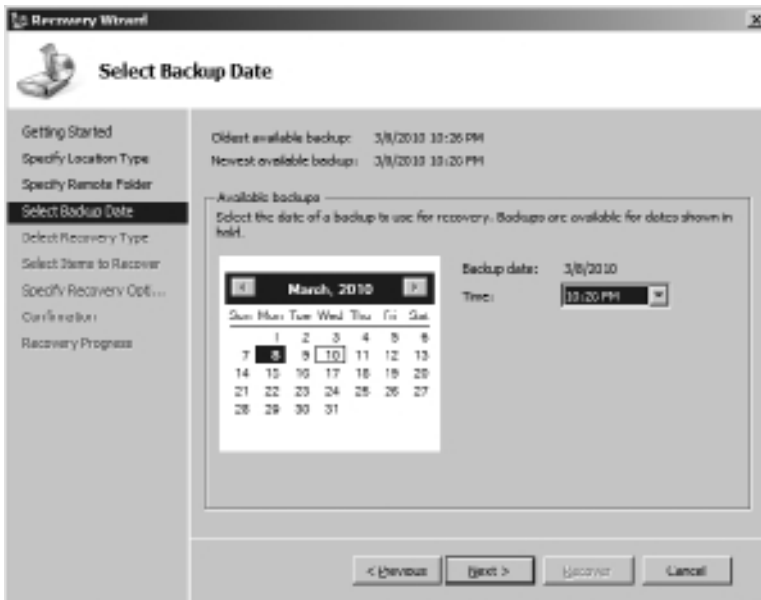 Recovery Wizard
Select Backup Date
Getting Started
Specify Location Type
Specify Remote Folder
Select Backup Date
Select Recovery Type
Select Items to Recover
Specify Recovery Opti...
Confirmation
Recovery Progress
Oldest available backup: 3/8/2010 10:26 PM
Newest available backup: 3/8/2010 10:26 PM
Available backups
Select the date of a backup to use for recovery. Backups are available for dates shown in
bold.
March, 2010
Sun Mon Tue Wed Thu Fri Sat
1 2 3 4 5 6
7 8 9 10 11 12 13
14 15 16 17 18 19 20
21 22 23 24 25 26 27
28 29 30 31
Backup date: 3/8/2010
Time: 10:26 PM
< Previous
Next >
Recover
Cancel